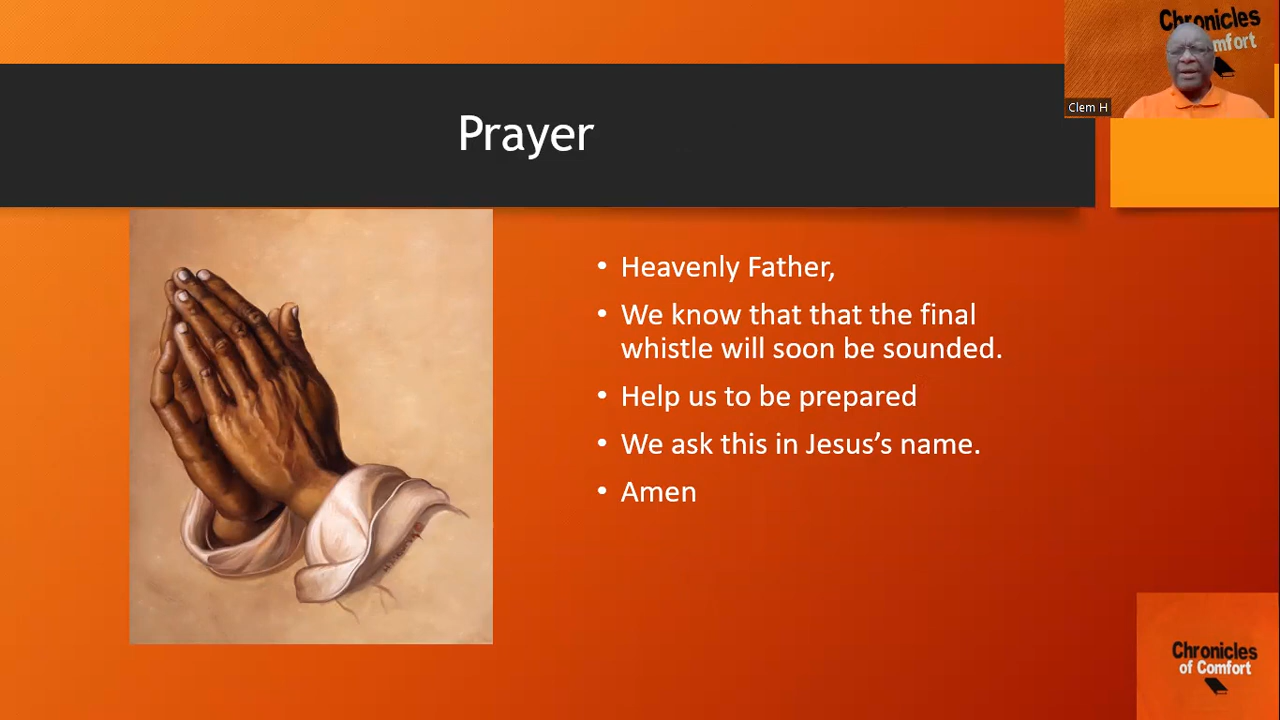 Chronicles
mfort
Clem H
Prayer
• Heavenly Father,
• We know that that the final
whistle will soon be sounded.
• Help us to be prepared
• We ask this in Jesus’s name.
• Amen
Chronicles
of Comfort